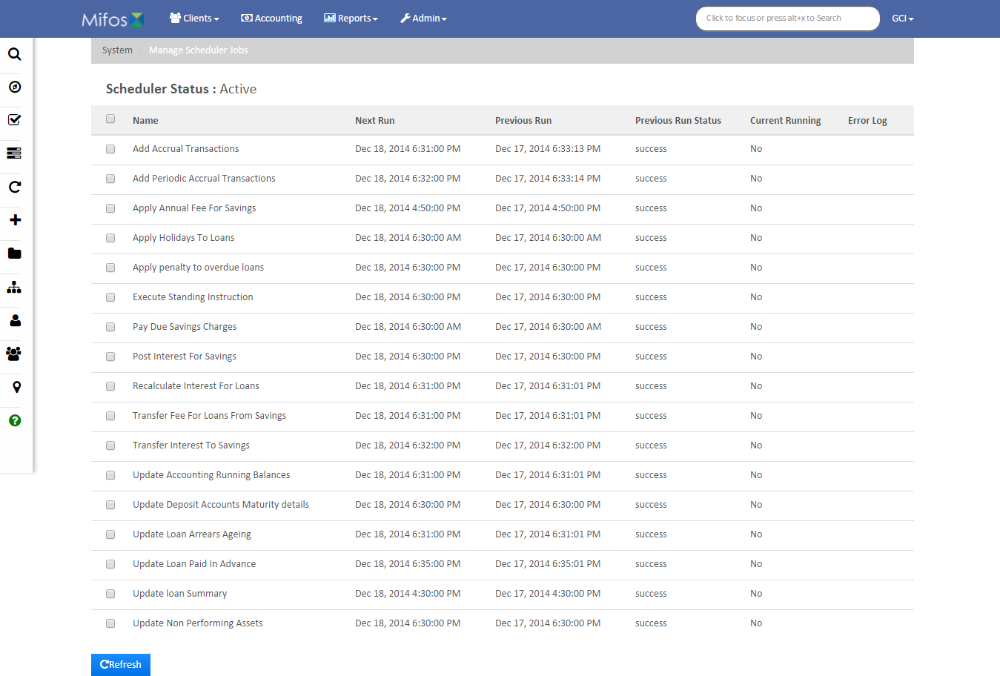 Mifos Clients Accounting Reports Admin Click to focus or press alt+x to Search GCI
System / Manage Scheduler Jobs
Scheduler Status : Active
Name Next Run Previous Run Previous Run Status Current Running Error Log
Add Accrual Transactions Dec 18, 2014 6:31:00 PM Dec 17, 2014 6:33:13 PM success No
Add Periodic Accrual Transactions Dec 18, 2014 6:32:00 PM Dec 17, 2014 6:33:14 PM success No
Apply Annual Fee For Savings Dec 18, 2014 4:50:00 PM Dec 17, 2014 4:50:00 PM success No
Apply Holidays To Loans Dec 18, 2014 6:30:00 AM Dec 17, 2014 6:30:00 AM success No
Apply penalty to overdue loans Dec 18, 2014 6:30:00 PM Dec 17, 2014 6:30:00 PM success No
Execute Standing Instruction Dec 18, 2014 6:30:00 PM Dec 17, 2014 6:30:00 PM success No
Pay Due Savings Charges Dec 18, 2014 6:30:00 AM Dec 17, 2014 6:30:00 AM success No
Post Interest For Savings Dec 18, 2014 6:30:00 PM Dec 17, 2014 6:30:00 PM success No
Recalculate Interest For Loans Dec 18, 2014 6:31:00 PM Dec 17, 2014 6:31:01 PM success No
Transfer Fee For Loans From Savings Dec 18, 2014 6:31:00 PM Dec 17, 2014 6:31:01 PM success No
Transfer Interest To Savings Dec 18, 2014 6:32:00 PM Dec 17, 2014 6:32:00 PM success No
Update Accounting Running Balances Dec 18, 2014 6:31:00 PM Dec 17, 2014 6:31:01 PM success No
Update Deposit Accounts Maturity details Dec 18, 2014 6:30:00 PM Dec 17, 2014 6:30:00 PM success No
Update Loan Arrears Ageing Dec 18, 2014 6:31:00 PM Dec 17, 2014 6:31:01 PM success No
Update Loan Paid In Advance Dec 18, 2014 6:35:00 PM Dec 17, 2014 6:35:01 PM success No
Update loan Summary Dec 18, 2014 4:30:00 PM Dec 17, 2014 4:30:00 PM success No
Update Non Performing Assets Dec 18, 2014 6:30:00 PM Dec 17, 2014 6:30:00 PM success No
Refresh